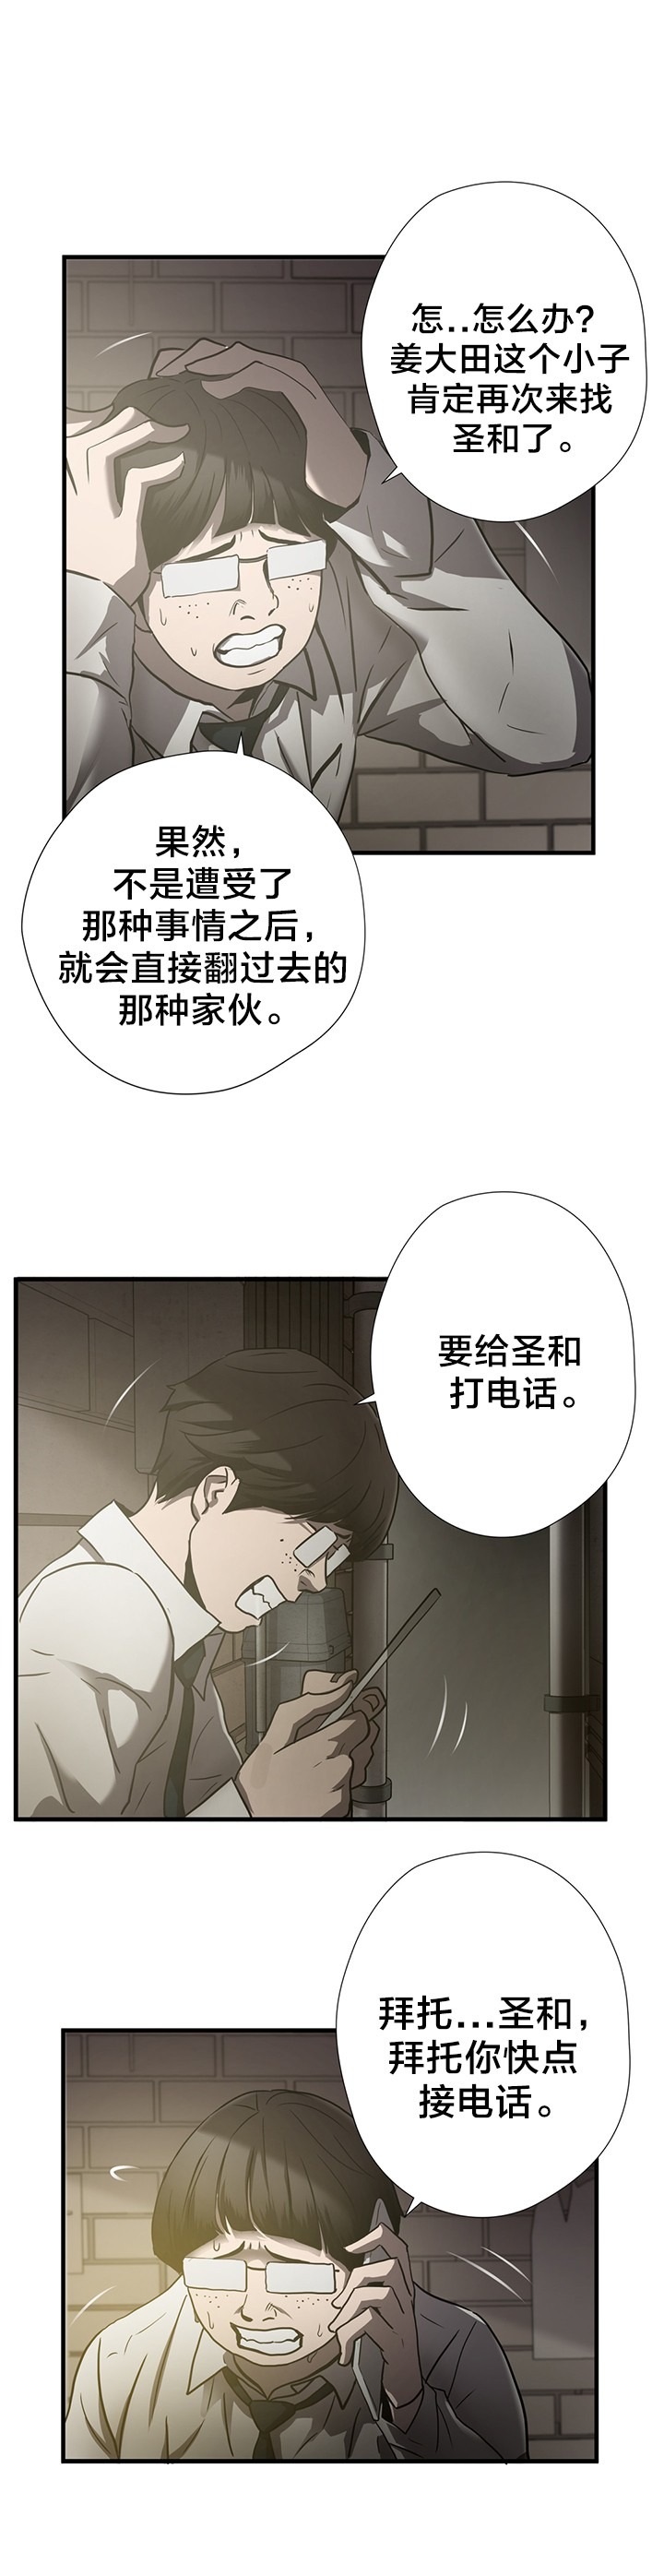 怎..怎么办?
姜大田这个小子
肯定再次来找
圣和了。
果然,
不是遭受了
那种事情之后,
就会直接翻过去的
那种家伙。
要给圣和
打电话。
拜托...圣和,
拜托你快点
接电话。